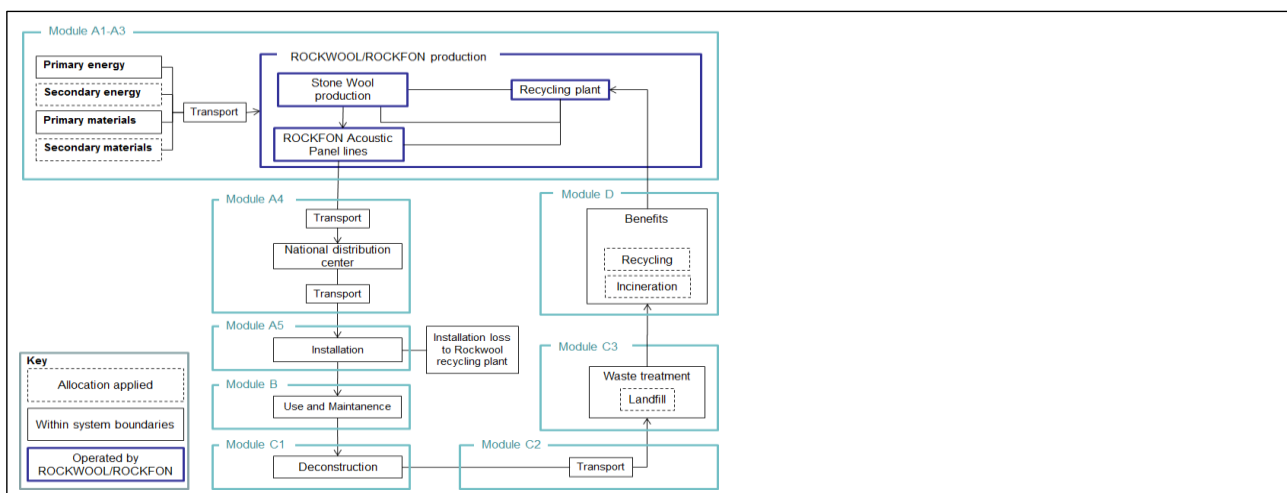 Module A1-A3
ROCKWOOL/ROCKFON production
Primary energy
Secondary energy
Primary materials
Secondary materials
Transport
Stone Wool
production
Recycling plant
ROCKFON Acoustic
Panel lines
Module A4
Transport
National distribution
center
Transport
Module D
Benefits
Recycling
Incineration
Module A5
Installation
Installation loss
to Rockwool
recycling plant
Module C3
Waste treatment
Landfill
Key
Allocation applied
Within system boundaries
Operated by
ROCKWOOL/ROCKFON
Module B
Use and Maintanence
Module C1
Deconstruction
Module C2
Transport